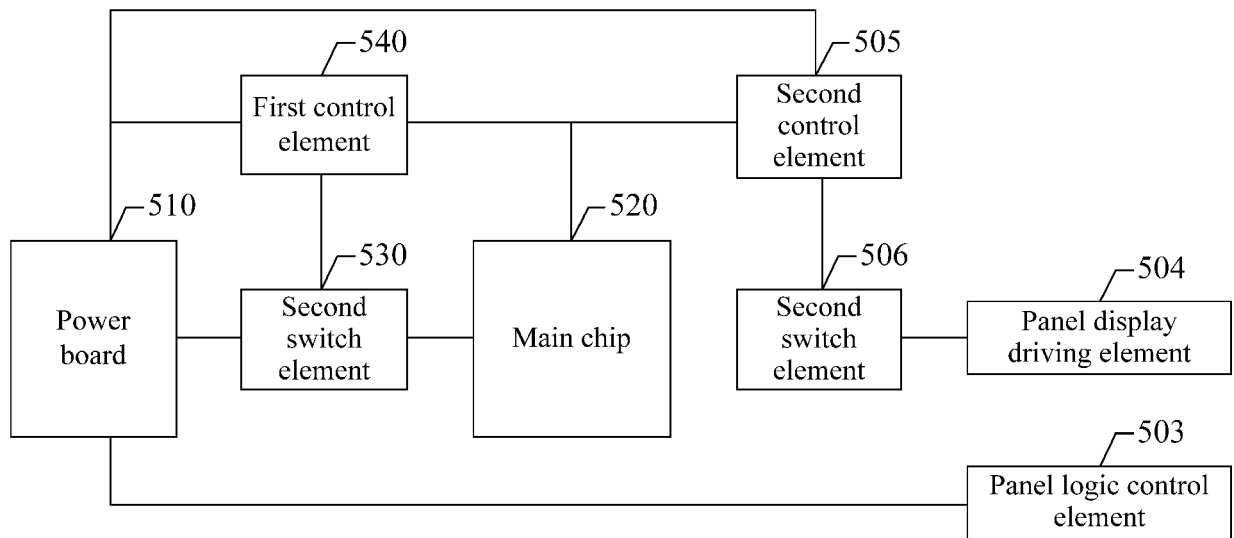 540
First control
element
505
Second
control
element
510
Power
board
530
Second
switch
element
520
Main chip
506
Second
switch
element
504
Panel display
driving element
503
Panel logic control
element